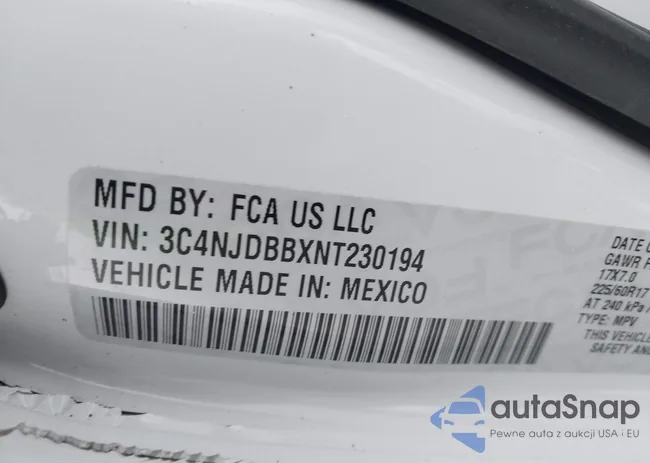 MFD BY: FCA US LLC
VIN: 3C4NJDBBXNT230194
VEHICLE MADE IN: MEXICO
DATE O
GAWR
17X7.0
225/60R17
AT 240 kPa
TYPE: MPV
THIS VEHICLE
SAFETY AND
autaSnap
Pewne auta z aukcji USA i EU